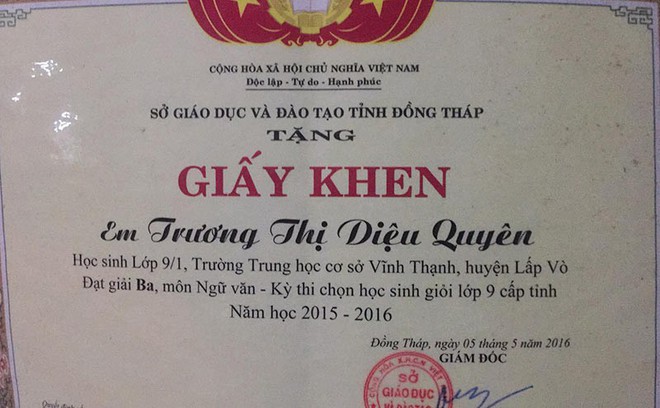 CỘNG HÒA XÃ HỘI CHỦ NGHĨA VIỆT NAM
Độc lập - Tự do - Hạnh phúc
SỞ GIÁO DỤC VÀ ĐÀO TẠO TỈNH ĐỒNG THÁP
TẶNG
GIẤY KHEN
Em Trương Thị Diệu Quyên
Học sinh Lớp 9/1, Trường Trung học cơ sở Vĩnh Thạnh, huyện Lấp Vò
Đạt giải Ba, môn Ngữ văn - Kỳ thi chọn học sinh giỏi lớp 9 cấp tỉnh
Năm học 2015 - 2016
Đồng Tháp, ngày 05 tháng 5 năm 2016
GIÁM ĐỐC
SỞ
GIÁO DỤC